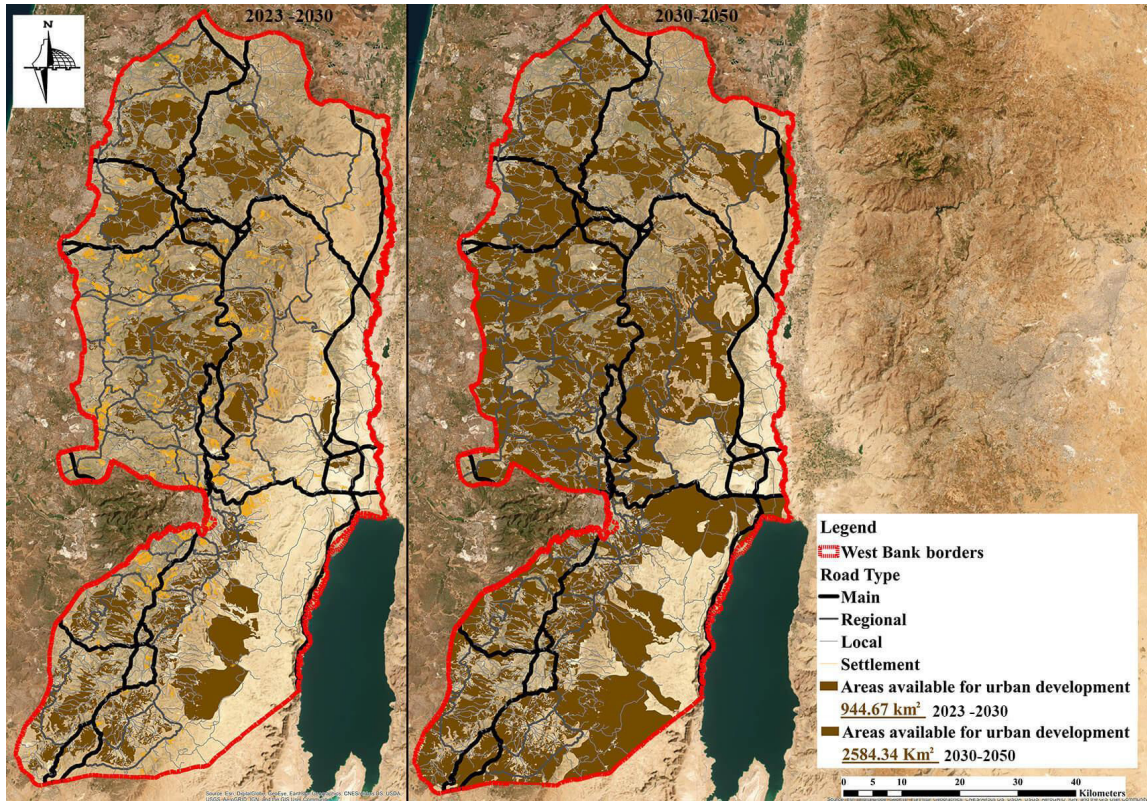 2023 -2030
2030-2050
N
Legend
West Bank borders
Road Type
Main
Regional
Local
Settlement
Areas available for urban development
944.67 km² 2023 -2030
Areas available for urban development
2584.34 Km² 2030-2050
0 5 10 20 30 40
Kilometers